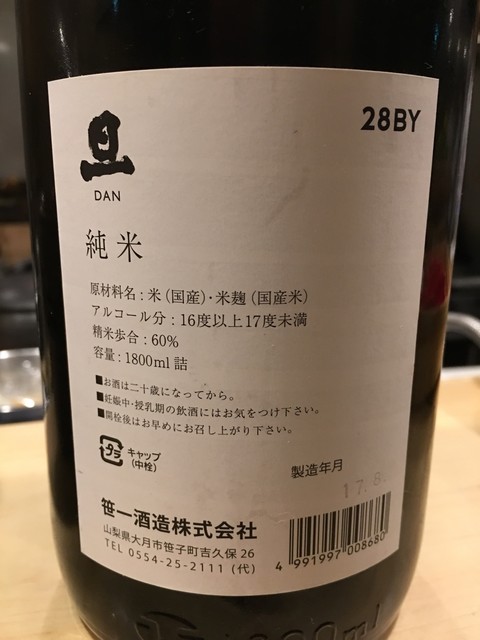 28BY
旦
DAN
純米
原材料名：米（国産）・米麹（国産米）
アルコール分：16度以上17度未満
精米歩合：60%
容量：1800ml詰
■お酒は二十歳になってから。
■妊娠中・授乳期の飲酒にはお気をつけ下さい。
■開栓後はお早めにお召し上がり下さい。
プラ
キャップ
（中栓）
製造年月
17.8
笹一酒造株式会社
山梨県大月市笹子町吉久保26
TEL 0554-25-2111（代）
4 991997 008680